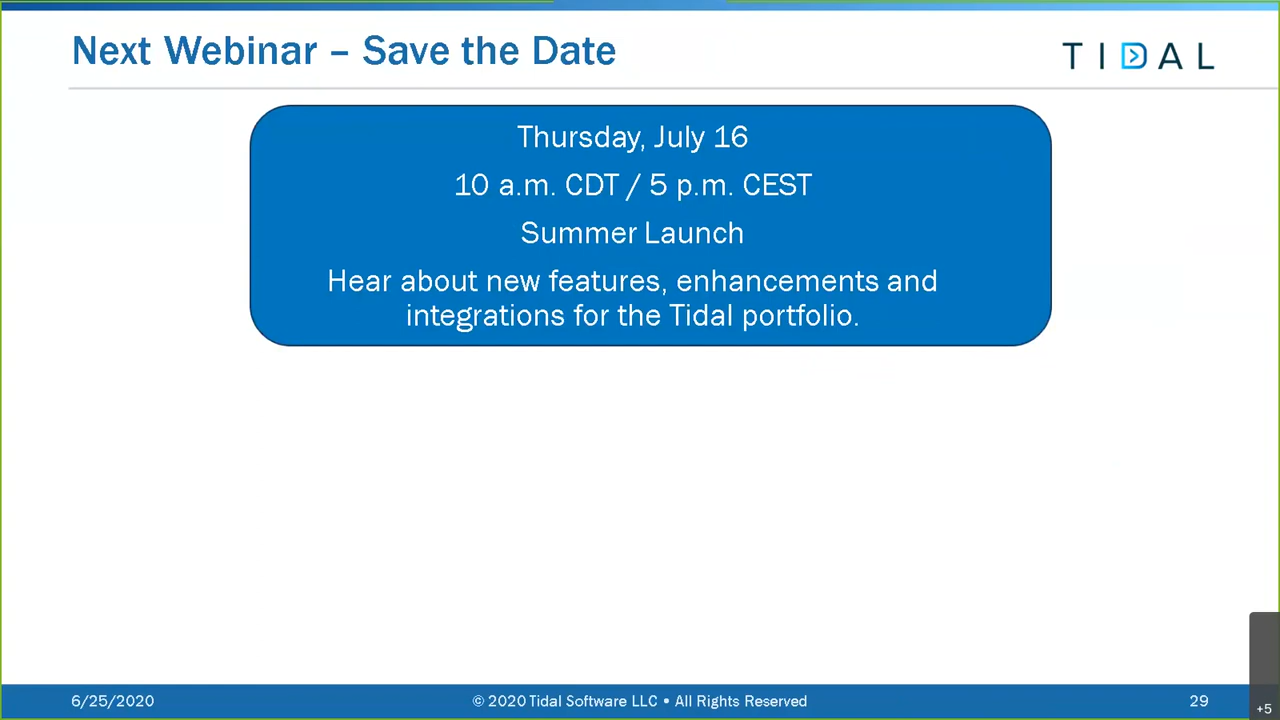 Next Webinar – Save the Date
TIDAL
Thursday, July 16
10 a.m. CDT / 5 p.m. CEST
Summer Launch
Hear about new features, enhancements and
integrations for the Tidal portfolio.
6/25/2020
© 2020 Tidal Software LLC • All Rights Reserved
29
+5